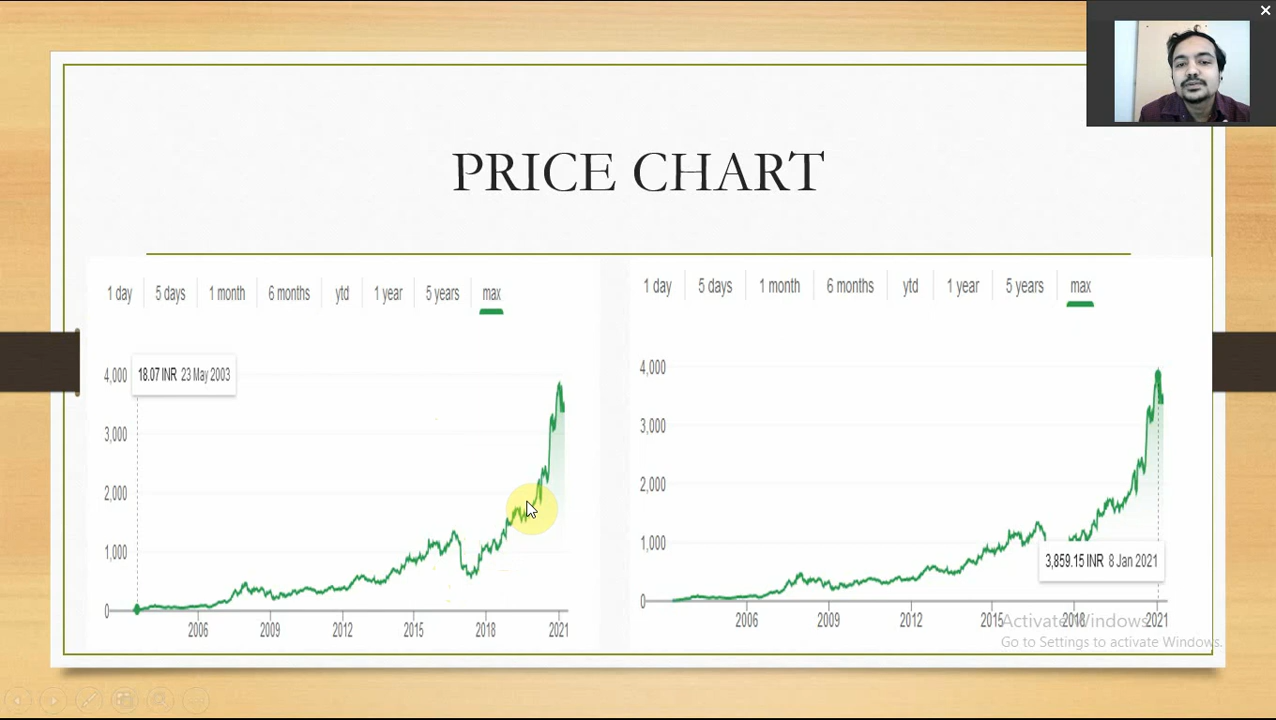 PRICE CHART
1 day 5 days 1 month 6 months ytd 1 year 5 years max
4,000
18.07 INR 23 May 2003
3,000
2,000
1,000
0
2006 2009 2012 2015 2018 2021
1 day 5 days 1 month 6 months ytd 1 year 5 years max
4,000
3,000
2,000
1,000
3,859.15 INR 8 Jan 2021
0
2006 2009 2012 2015 2018 2021
Activate Windows
Go to Settings to activate Windows.